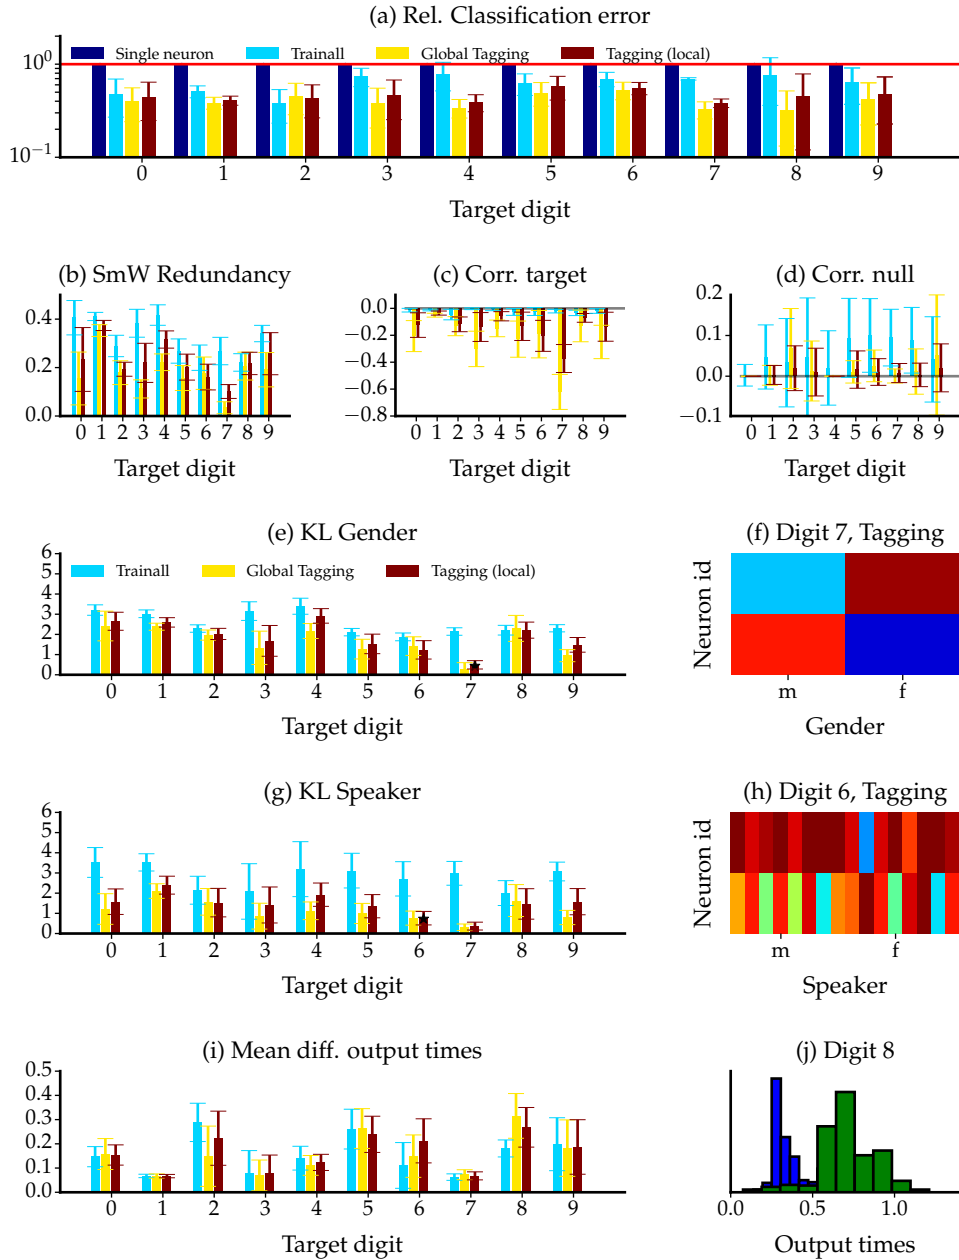 (a) Rel. Classification error
Single neuron Trainall Global Tagging Tagging (local)
10^0
10^-1
0 1 2 3 4 5 6 7 8 9
Target digit
(b) SmW Redundancy
0.4
0.2
0.0
0 1 2 3 4 5 6 7 8 9
Target digit
(c) Corr. target
0.0
−0.2
−0.4
−0.6
−0.8
0 1 2 3 4 5 6 7 8 9
Target digit
(d) Corr. null
0.2
0.1
0.0
−0.1
0 1 2 3 4 5 6 7 8 9
Target digit
(e) KL Gender
6
5
4
3
2
1
0
Trainall Global Tagging Tagging (local)
0 1 2 3 4 5 6 7 8 9
Target digit
(f) Digit 7, Tagging
Neuron id
m f
Gender
(g) KL Speaker
6
5
4
3
2
1
0
0 1 2 3 4 5 6 7 8 9
Target digit
(h) Digit 6, Tagging
Neuron id
m f
Speaker
(i) Mean diff. output times
0.5
0.4
0.3
0.2
0.1
0.0
0 1 2 3 4 5 6 7 8 9
Target digit
(j) Digit 8
0.0 0.5 1.0
Output times